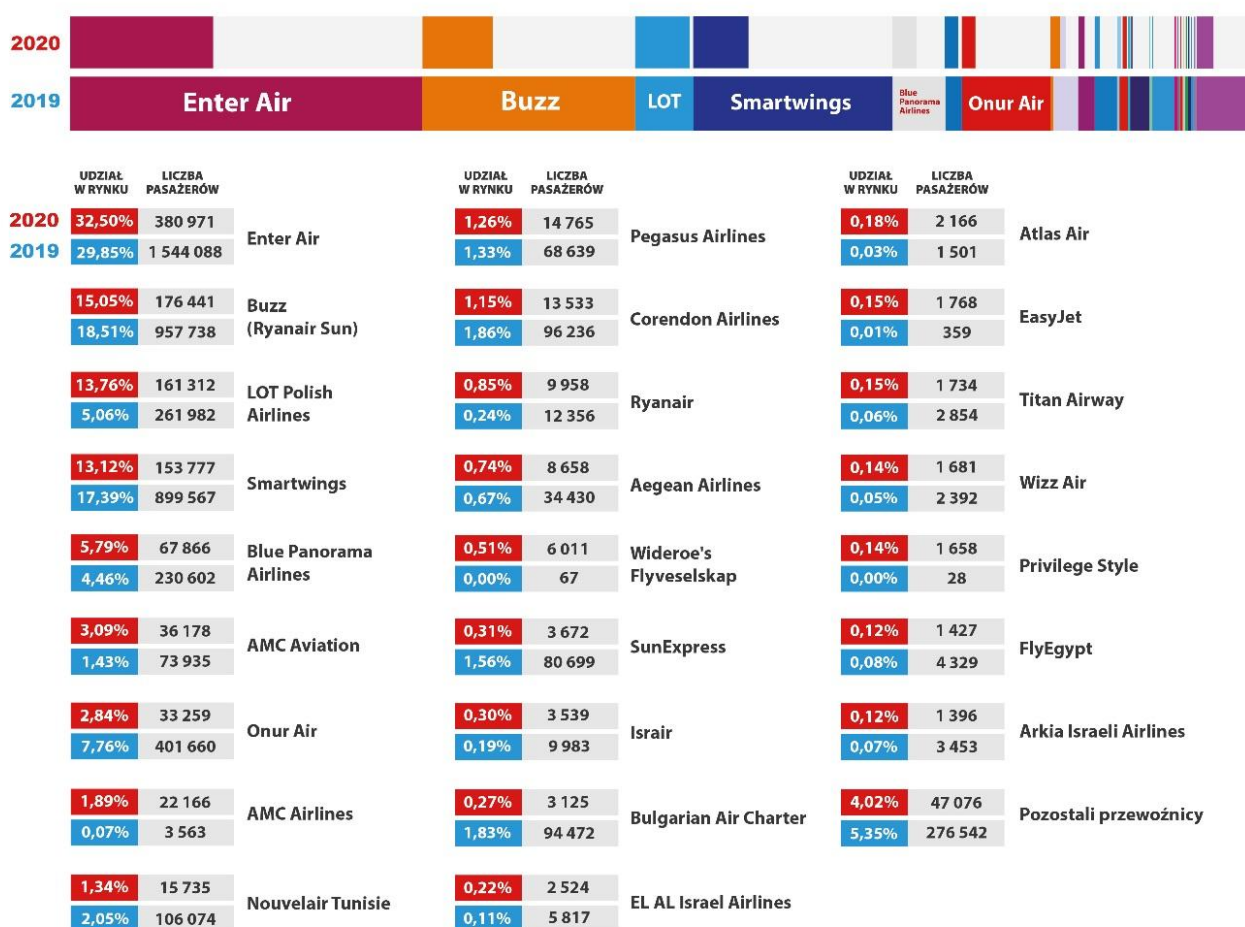 2020
2019
Enter Air
Buzz
LOT
Smartwings
Blue
Panorama
Airlines
Onur Air
UDZIAŁ
W RYNKU
LICZBA
PASAŻERÓW
2020
2019
32,50% 380 971
29,85% 1 544 088
Enter Air
15,05% 176 441
18,51% 957 738
Buzz
(Ryanair Sun)
13,76% 161 312
5,06% 261 982
LOT Polish
Airlines
13,12% 153 777
17,39% 899 567
Smartwings
5,79% 67 866
4,46% 230 602
Blue Panorama
Airlines
3,09% 36 178
1,43% 73 935
AMC Aviation
2,84% 33 259
7,76% 401 660
Onur Air
1,89% 22 166
0,07% 3 563
AMC Airlines
1,34% 15 735
2,05% 106 074
Nouvelair Tunisie
UDZIAŁ
W RYNKU
LICZBA
PASAŻERÓW
1,26% 14 765
1,33% 68 639
Pegasus Airlines
1,15% 13 533
1,86% 96 236
Corendon Airlines
0,85% 9 958
0,24% 12 356
Ryanair
0,74% 8 658
0,67% 34 430
Aegean Airlines
0,51% 6 011
0,00% 67
Wideroe's
Flyveselskap
0,31% 3 672
1,56% 80 699
SunExpress
0,30% 3 539
0,19% 9 983
Israir
0,27% 3 125
1,83% 94 472
Bulgarian Air Charter
0,22% 2 524
0,11% 5 817
EL AL Israel Airlines
UDZIAŁ
W RYNKU
LICZBA
PASAŻERÓW
0,18% 2 166
0,03% 1 501
Atlas Air
0,15% 1 768
0,01% 359
EasyJet
0,15% 1 734
0,06% 2 854
Titan Airway
0,14% 1 681
0,05% 2 392
Wizz Air
0,14% 1 658
0,00% 28
Privilege Style
0,12% 1 427
0,08% 4 329
FlyEgypt
0,12% 1 396
0,07% 3 453
Arkia Israeli Airlines
4,02% 47 076
5,35% 276 542
Pozostali przewoźnicy